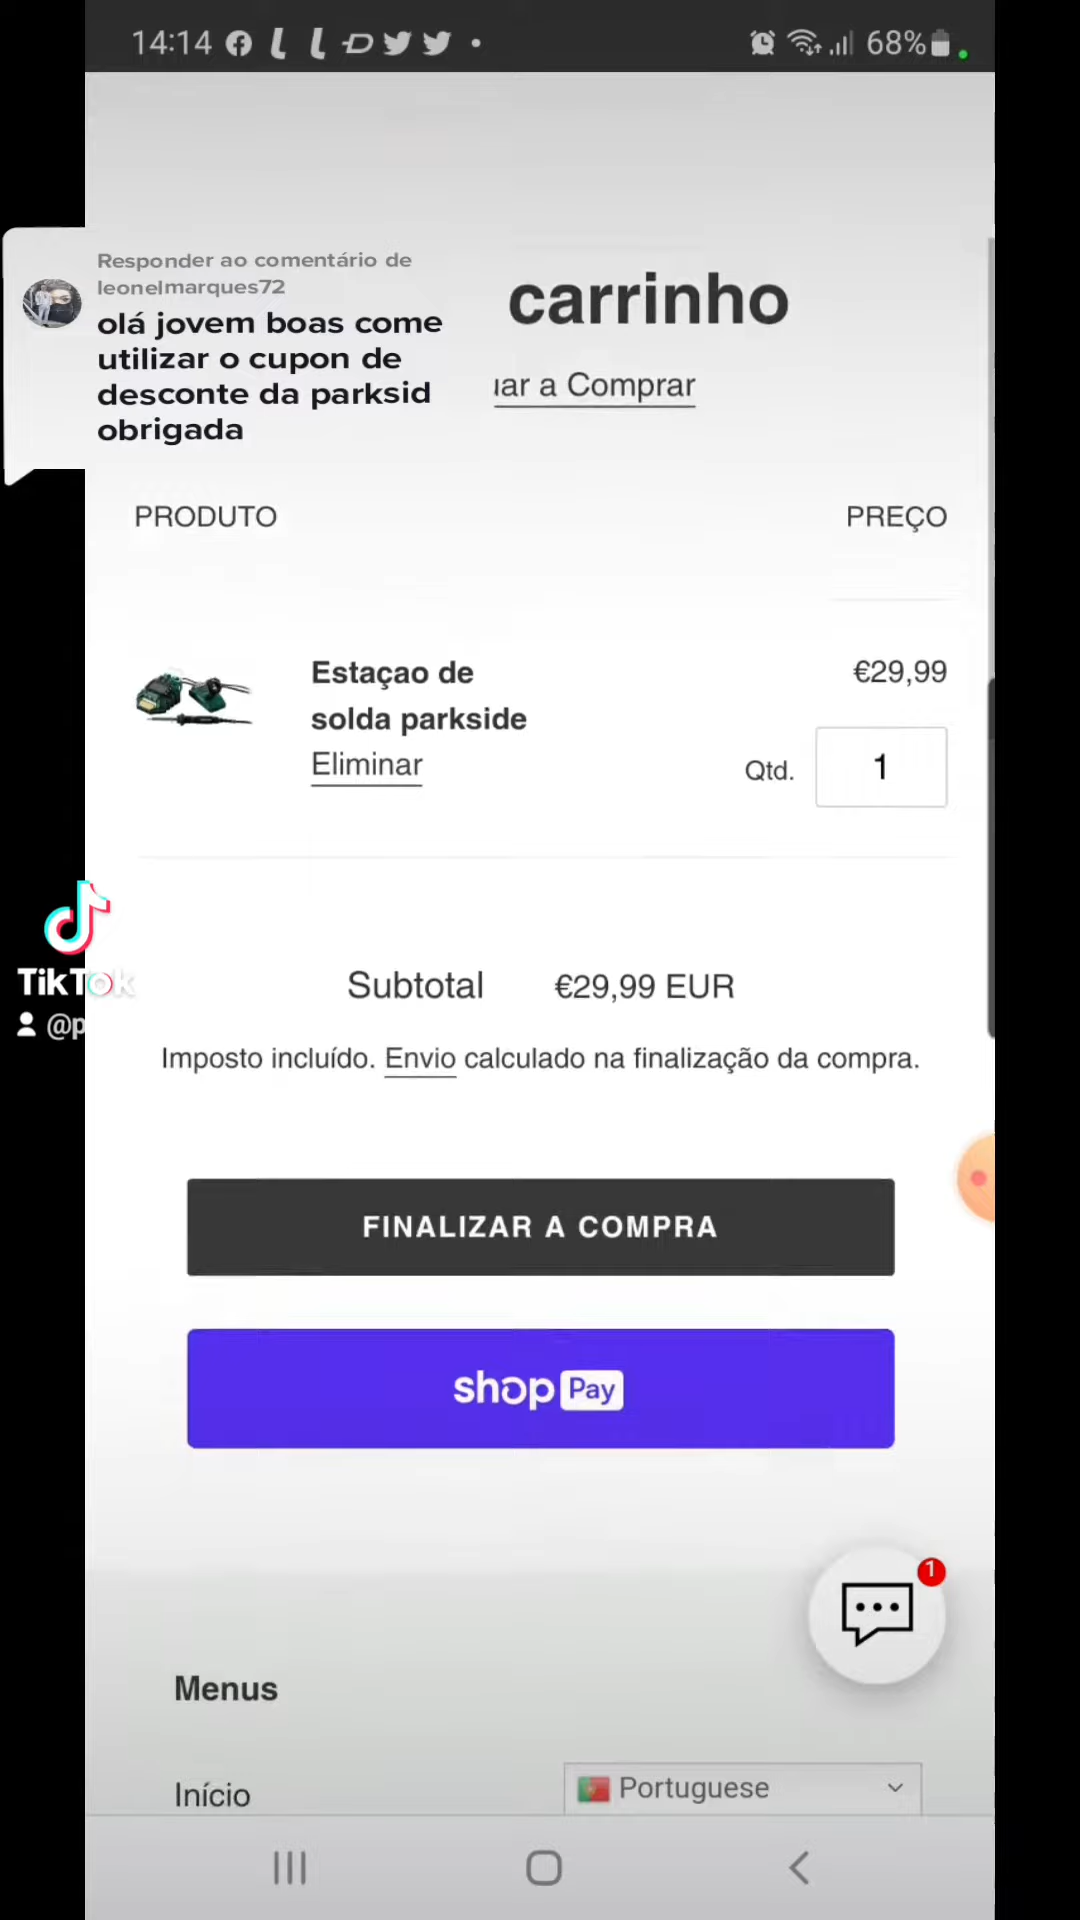 14:14
68%
Responder ao comentário de
leonelmarques72
olá jovem boas come
utilizar o cupon de
desconte da parksid
obrigada
carrinho
uar a Comprar
PRODUTO
PREÇO
Estaçao de
solda parkside
Eliminar
€29,99
Qtd.
1
TikTok
@p
Subtotal
€29,99 EUR
Imposto incluído. Envio calculado na finalização da compra.
FINALIZAR A COMPRA
shop Pay
1
Menus
Início
Portuguese